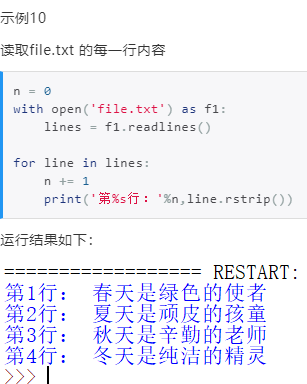 示例10
读取file.txt 的每一行内容
n = 0
with open('file.txt') as f1:
    lines = f1.readlines()
for line in lines:
    n += 1
    print('第%s行：'%n,line.rstrip())
运行结果如下：
================== RESTART:
第1行： 春天是绿色的使者
第2行： 夏天是顽皮的孩童
第3行： 秋天是辛勤的老师
第4行： 冬天是纯洁的精灵
>>>